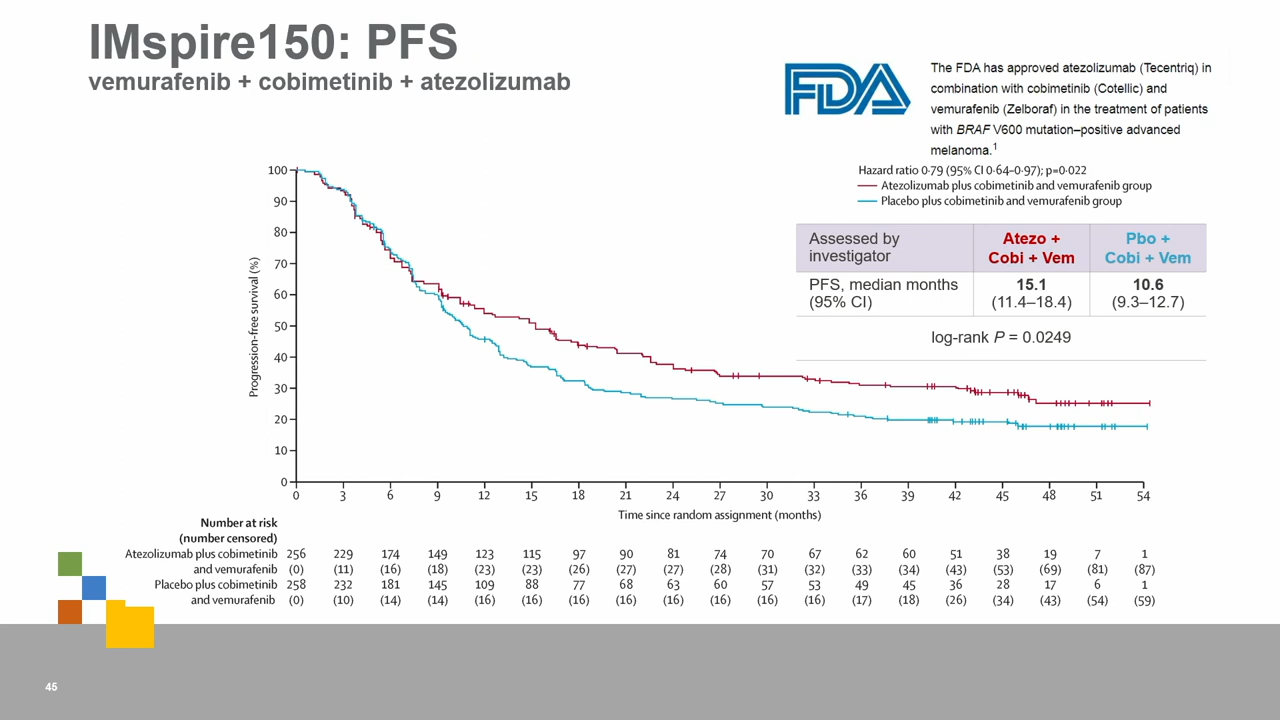 IMspire150: PFS
vemurafenib + cobimetinib + atezolizumab
FDA
The FDA has approved atezolizumab (Tecentriq) in
combination with cobimetinib (Cotellic) and
vemurafenib (Zelboraf) in the treatment of patients
with BRAF V600 mutation–positive advanced
melanoma.1
Hazard ratio 0·79 (95% CI 0·64–0·97); p=0·022
Atezolizumab plus cobimetinib and vemurafenib group
Placebo plus cobimetinib and vemurafenib group
Assessed by
investigator
Atezo +
Cobi + Vem
Pbo +
Cobi + Vem
PFS, median months
(95% CI)
15.1
(11.4–18.4)
10.6
(9.3–12.7)
log-rank P = 0.0249
Progression-free survival (%)
100
90
80
70
60
50
40
30
20
10
0
0 3 6 9 12 15 18 21 24 27 30 33 36 39 42 45 48 51 54
Time since random assignment (months)
Number at risk
(number censored)
Atezolizumab plus cobimetinib 256 229 174 149 123 115 97 90 81 74 70 67 62 60 51 38 19 7 1
and vemurafenib (0) (11) (16) (18) (23) (23) (26) (27) (27) (28) (31) (32) (33) (34) (43) (53) (69) (81) (87)
Placebo plus cobimetinib 258 232 181 145 109 88 77 68 63 60 57 53 49 45 36 28 17 6 1
and vemurafenib (0) (10) (14) (14) (16) (16) (16) (16) (16) (16) (16) (16) (17) (18) (26) (34) (43) (54) (59)
45